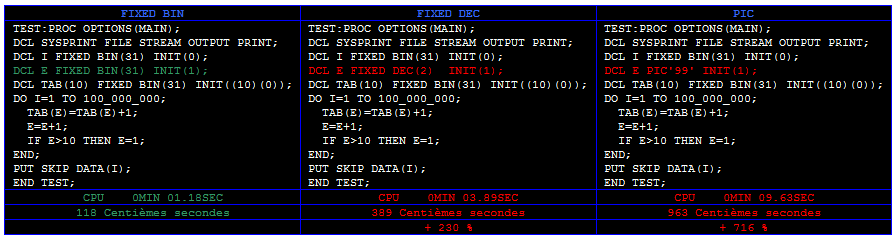 FIXED BIN
TEST:PROC OPTIONS(MAIN);
DCL SYSPRINT FILE STREAM OUTPUT PRINT;
DCL I FIXED BIN(31) INIT(0);
DCL E FIXED BIN(31) INIT(1);
DCL TAB(10) FIXED BIN(31) INIT((10)(0));
DO I=1 TO 100_000_000;
TAB(E)=TAB(E)+1;
E=E+1;
IF E>10 THEN E=1;
END;
PUT SKIP DATA(I);
END TEST;
CPU 0MIN 01.18SEC
118 Centièmes secondes
FIXED DEC
TEST:PROC OPTIONS(MAIN);
DCL SYSPRINT FILE STREAM OUTPUT PRINT;
DCL I FIXED BIN(31) INIT(0);
DCL E FIXED DEC(2) INIT(1);
DCL TAB(10) FIXED BIN(31) INIT((10)(0));
DO I=1 TO 100_000_000;
TAB(E)=TAB(E)+1;
E=E+1;
IF E>10 THEN E=1;
END;
PUT SKIP DATA(I);
END TEST;
CPU 0MIN 03.89SEC
389 Centièmes secondes
+ 230 %
PIC
TEST:PROC OPTIONS(MAIN);
DCL SYSPRINT FILE STREAM OUTPUT PRINT;
DCL I FIXED BIN(31) INIT(0);
DCL E PIC'99' INIT(1);
DCL TAB(10) FIXED BIN(31) INIT((10)(0));
DO I=1 TO 100_000_000;
TAB(E)=TAB(E)+1;
E=E+1;
IF E>10 THEN E=1;
END;
PUT SKIP DATA(I);
END TEST;
CPU 0MIN 09.63SEC
963 Centièmes secondes
+ 716 %